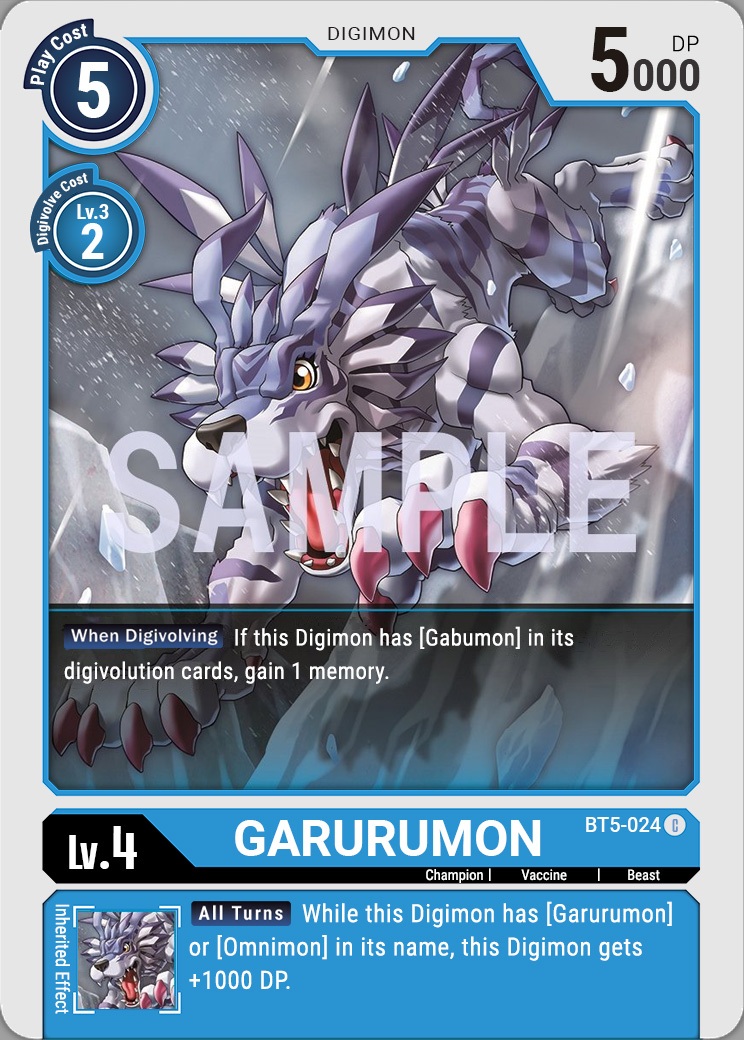 DIGIMON
Play Cost
5
5000
DP
Digivolve Cost
Lv.3
2
SAMPLE
When Digivolving If this Digimon has [Gabumon] in its
digivolution cards, gain 1 memory.
Lv.4
GARURUMON
BT5-024 C
Champion | Vaccine | Beast
Inherited Effect
All Turns While this Digimon has [Garurumon]
or [Omnimon] in its name, this Digimon gets
+1000 DP.